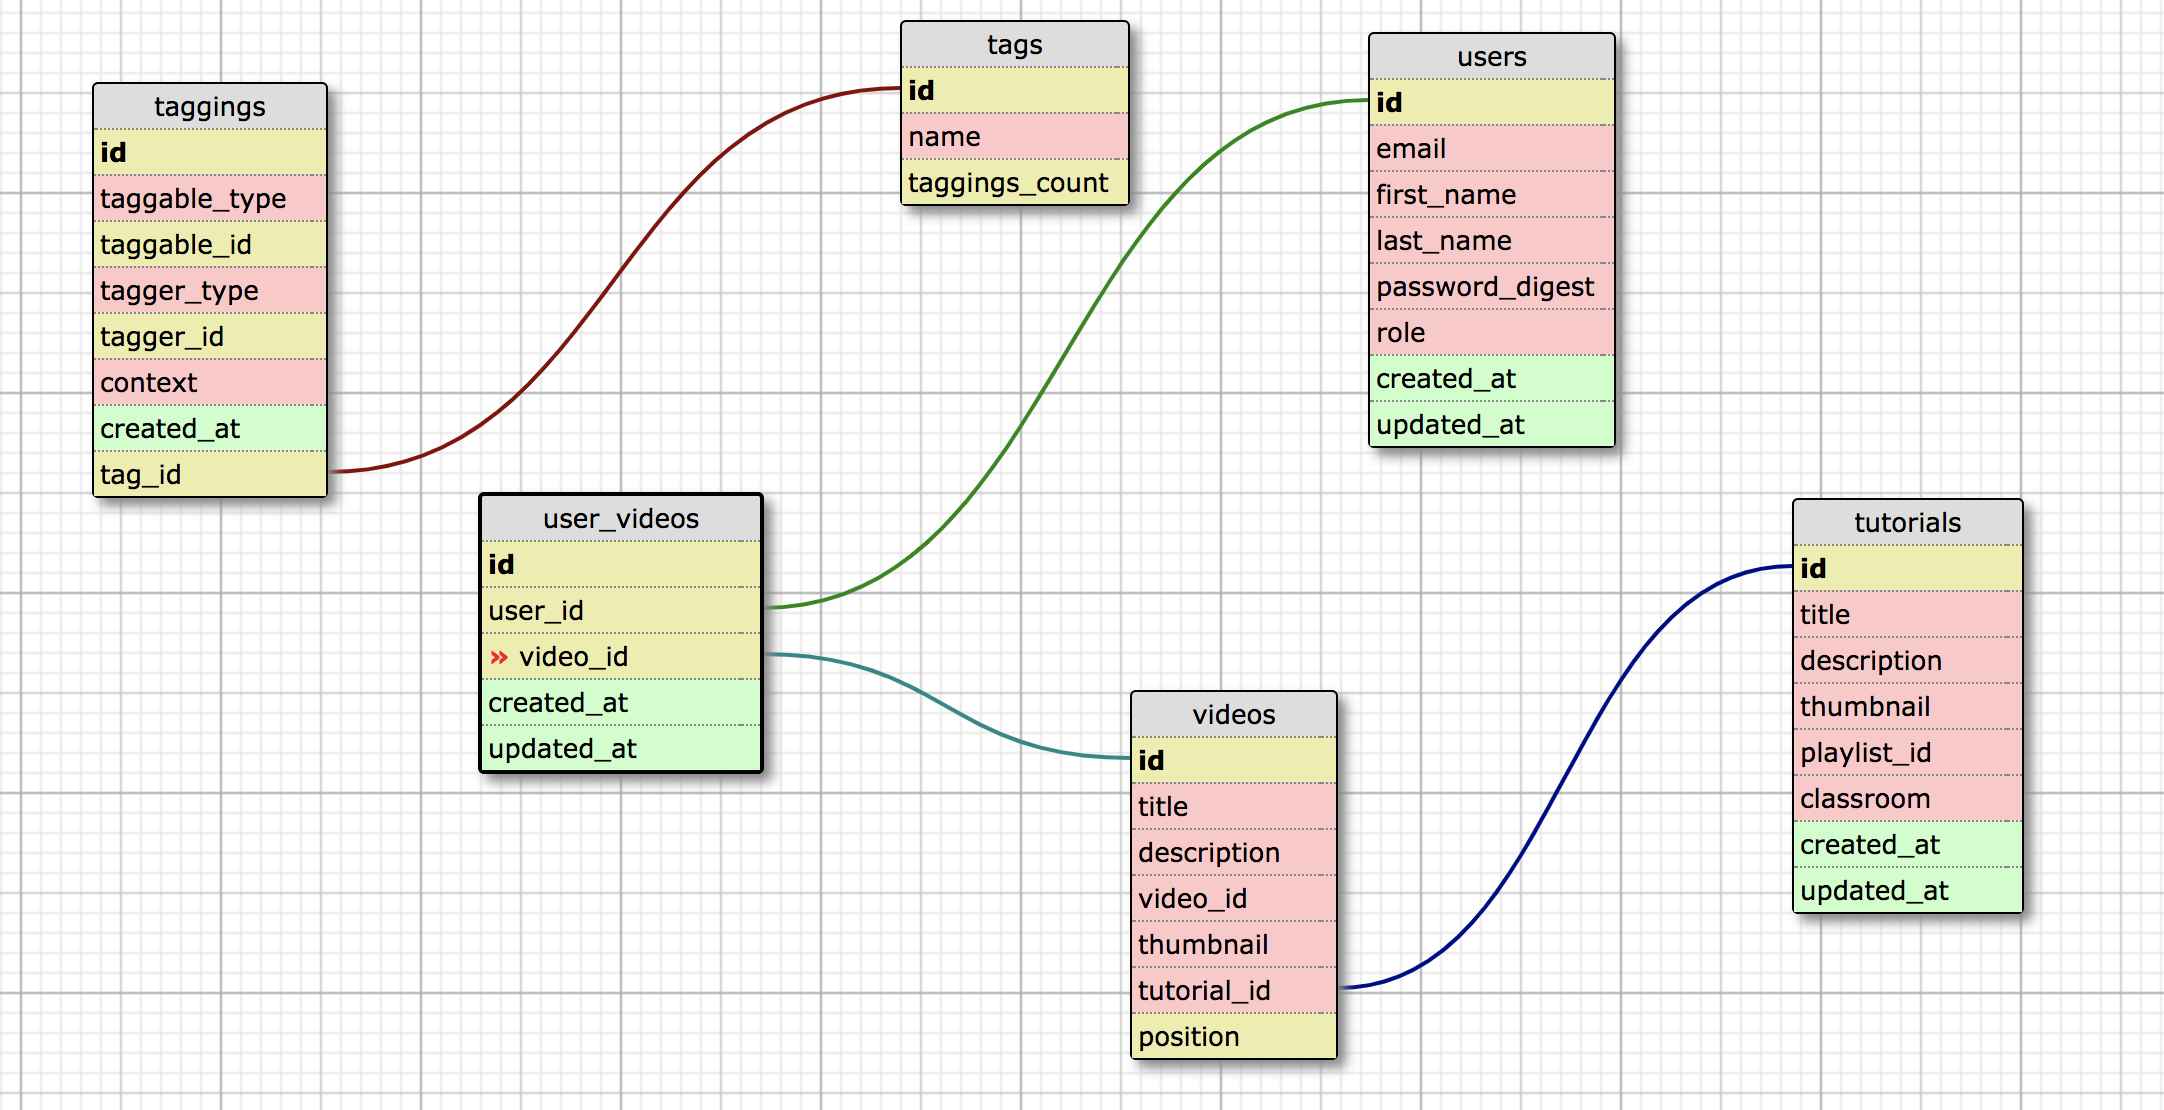 taggings
id
taggable_type
taggable_id
tagger_type
tagger_id
context
created_at
tag_id
tags
id
name
taggings_count
users
id
email
first_name
last_name
password_digest
role
created_at
updated_at
user_videos
id
user_id
» video_id
created_at
updated_at
videos
id
title
description
video_id
thumbnail
tutorial_id
position
tutorials
id
title
description
thumbnail
playlist_id
classroom
created_at
updated_at